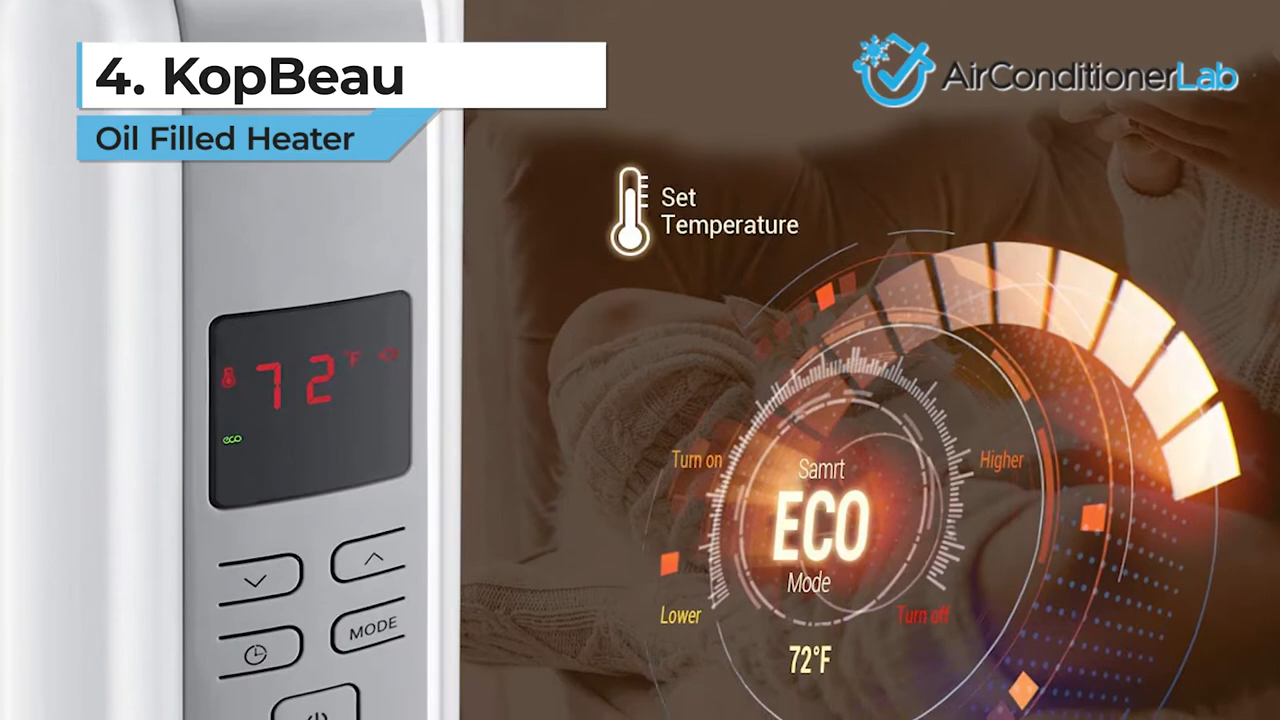 4. KopBeau
Oil Filled Heater
AirConditionerLab
Set
Temperature
72°F
eco
MODE
Turn on
Higher
Samrt
ECO
Mode
Lower
Turn off
72°F